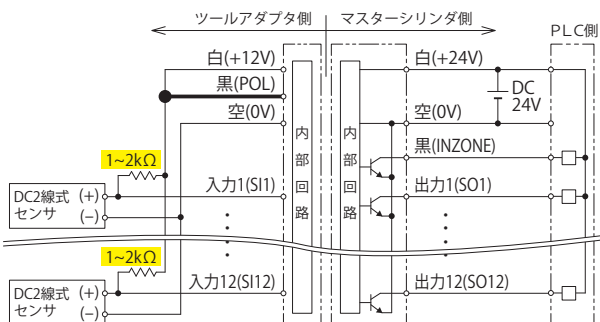 ツールアダプタ側
マスターシリンダ側
PLC側
白(+12V)
白(+24V)
黒(POL)
DC
24V
空(0V)
空(0V)
内部回路
内部回路
黒(INZONE)
1~2kΩ
DC2線式
センサ
(+)
(−)
入力1(SI1)
出力1(SO1)
1~2kΩ
DC2線式
センサ
(+)
(−)
入力12(SI12)
出力12(SO12)